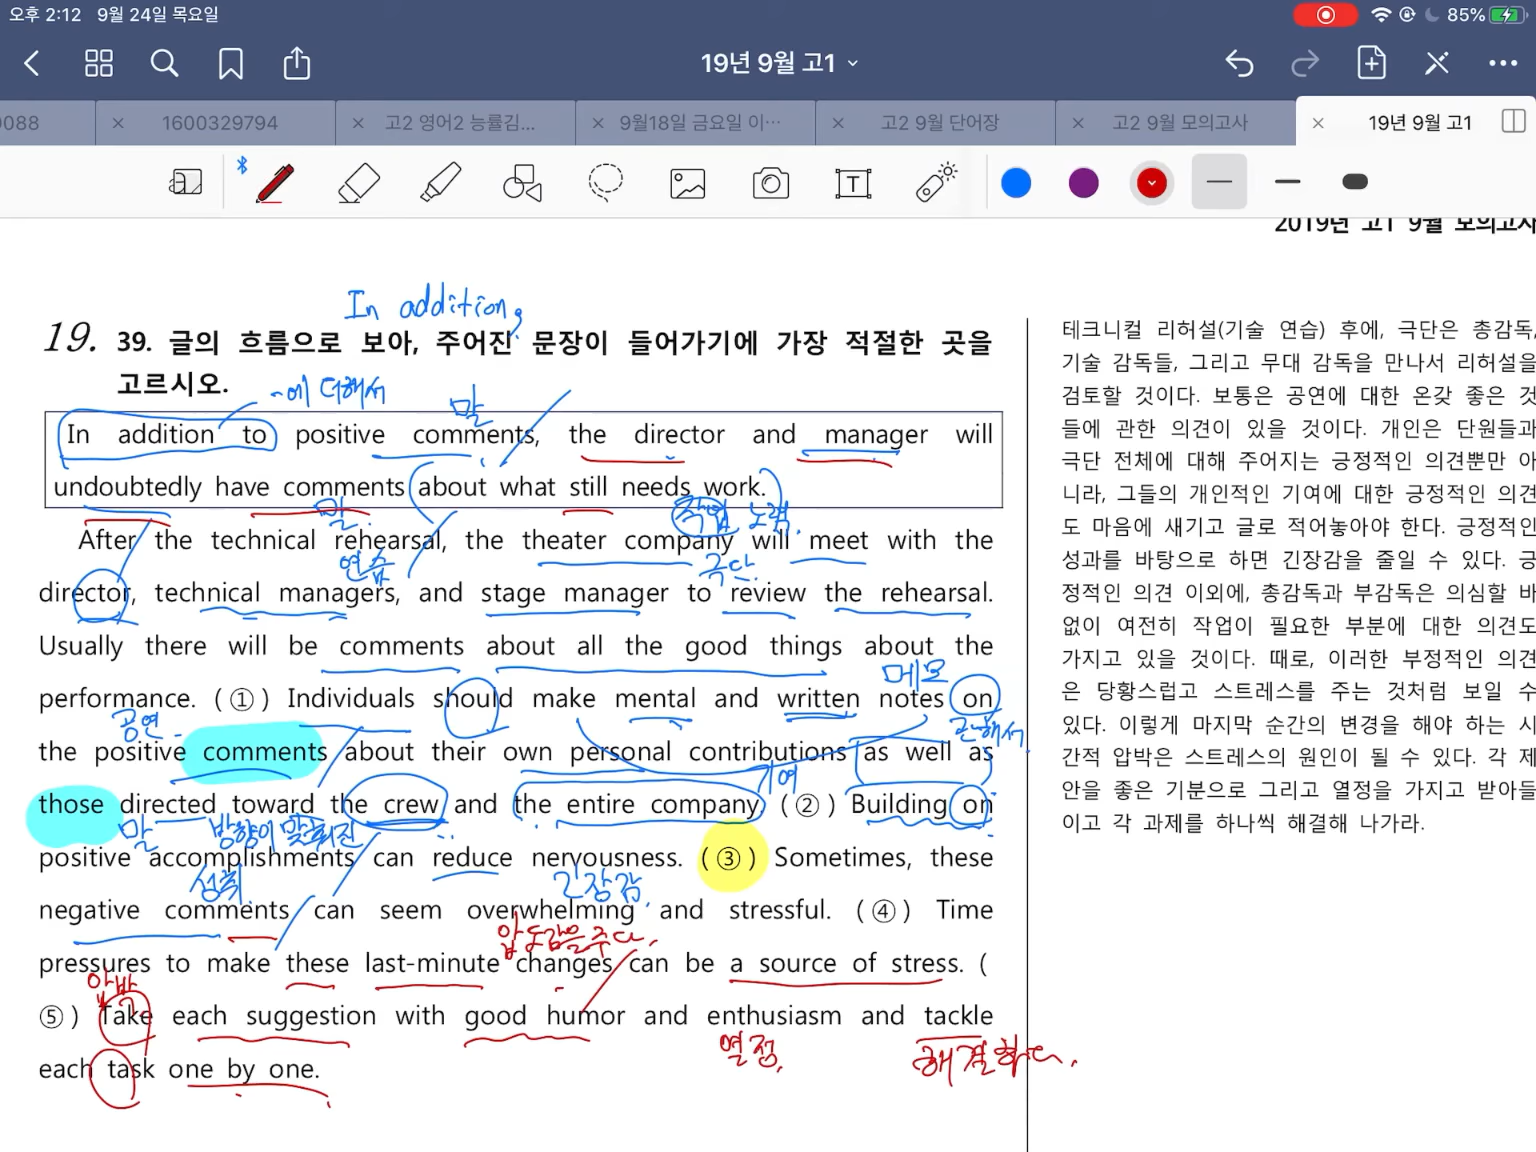 오후 2:12 9월 24일 목요일
85%
19년 9월 고1
0088
1600329794
고2 영어2 능률김...
9월18일 금요일 이...
고2 9월 단어장
고2 9월 모의고사
19년 9월 고1
2019년 고1 9월 모의고사
In addition,
19. 39. 글의 흐름으로 보아, 주어진 문장이 들어가기에 가장 적절한 곳을
고르시오.
~에 더해서
말
In addition to positive comments, the director and manager will
undoubtedly have comments about what still needs work.
말
작업, 노력
After the technical rehearsal, the theater company will meet with the
연습
극단
director, technical managers, and stage manager to review the rehearsal.
Usually there will be comments about all the good things about the
메모
performance. ( ① ) Individuals should make mental and written notes on
공연
관해서
the positive comments about their own personal contributions as well as
기여
those directed toward the crew and the entire company. ( ② ) Building on
말
방향이 맞춰진
positive accomplishments can reduce nervousness. ( ③ ) Sometimes, these
성취
긴장감
negative comments can seem overwhelming and stressful. ( ④ ) Time
압도감을 주다.
pressures to make these last-minute changes can be a source of stress. (
압박
⑤ ) Take each suggestion with good humor and enthusiasm and tackle
열정
해결하다.
each task one by one.
테크니컬 리허설(기술 연습) 후에, 극단은 총감독,
기술 감독들, 그리고 무대 감독을 만나서 리허설을
검토할 것이다. 보통은 공연에 대한 온갖 좋은 것
들에 관한 의견이 있을 것이다. 개인은 단원들과
극단 전체에 대해 주어지는 긍정적인 의견뿐만 아
니라, 그들의 개인적인 기여에 대한 긍정적인 의견
도 마음에 새기고 글로 적어놓아야 한다. 긍정적인
성과를 바탕으로 하면 긴장감을 줄일 수 있다. 긍
정적인 의견 이외에, 총감독과 부감독은 의심할 바
없이 여전히 작업이 필요한 부분에 대한 의견도
가지고 있을 것이다. 때로, 이러한 부정적인 의견
은 당황스럽고 스트레스를 주는 것처럼 보일 수
있다. 이렇게 마지막 순간의 변경을 해야 하는 시
간적 압박은 스트레스의 원인이 될 수 있다. 각 제
안을 좋은 기분으로 그리고 열정을 가지고 받아들
이고 각 과제를 하나씩 해결해 나가라.